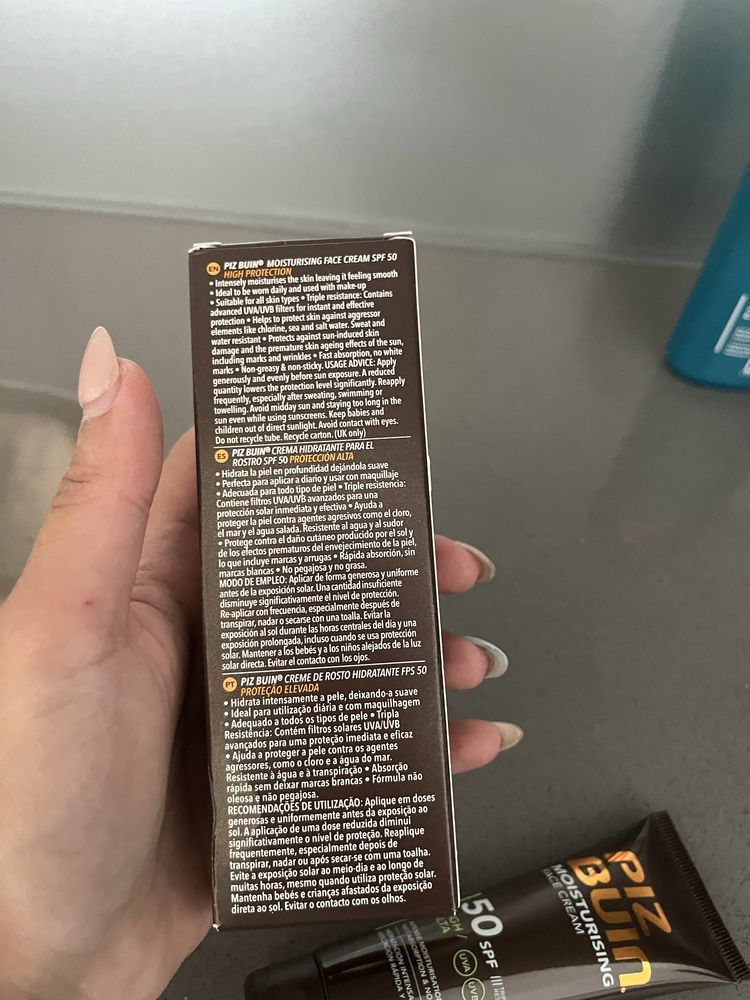 EN PIZ BUIN® MOISTURISING FACE CREAM SPF 50
HIGH PROTECTION
• Intensely moisturises the skin leaving it feeling smooth
• Ideal to be worn daily and used with make-up
• Suitable for all skin types • Triple resistance: Contains
advanced UVA/UVB filters for instant and effective
protection • Helps to protect skin against aggressor
elements like chlorine, sea and salt water. Sweat and
water resistant • Protects against sun-induced skin
damage and the premature skin ageing effects of the sun,
including marks and wrinkles • Fast absorption, no white
marks • Non-greasy & non-sticky. USAGE ADVICE: Apply
generously and evenly before sun exposure. A reduced
quantity lowers the protection level significantly. Reapply
frequently, especially after sweating, swimming or
towelling. Avoid midday sun and staying too long in the
sun even while using sunscreens. Keep babies and
children out of direct sunlight. Avoid contact with eyes.
Do not recycle tube. Recycle carton. (UK only)
ES PIZ BUIN® CREMA HIDRATANTE PARA EL
ROSTRO SPF 50 PROTECCIÓN ALTA
• Hidrata la piel en profundidad dejándola suave
• Perfecta para aplicar a diario y usar con maquillaje
• Adecuada para todo tipo de piel • Triple resistencia:
Contiene filtros UVA/UVB avanzados para una
protección solar inmediata y efectiva • Ayuda a
proteger la piel contra agentes agresivos como el cloro,
el mar y el agua salada. Resistente al agua y al sudor
• Protege contra el daño cutáneo producido por el sol y
de los efectos prematuros del envejecimiento de la piel,
lo que incluye marcas y arrugas • Rápida absorción, sin
marcas blancas • No pegajosa y no grasa.
MODO DE EMPLEO: Aplicar de forma generosa y uniforme
antes de la exposición solar. Una cantidad insuficiente
disminuye significativamente el nivel de protección.
Re-aplicar con frecuencia, especialmente después de
transpirar, nadar o secarse con una toalla. Evitar la
exposición al sol durante las horas centrales del día y una
exposición prolongada, incluso cuando se usa protección
solar. Mantener a los bebés y a los niños alejados de la luz
solar directa. Evitar el contacto con los ojos.
PT PIZ BUIN® CREME DE ROSTO HIDRATANTE FPS 50
PROTEÇÃO ELEVADA
• Hidrata intensamente a pele, deixando-a suave
• Ideal para utilização diária e com maquilhagem
• Adequado a todos os tipos de pele • Tripla
Resistência: Contém filtros solares UVA/UVB
avançados para uma proteção imediata e eficaz
• Ajuda a proteger a pele contra os agentes
agressores, como o cloro e a água do mar.
Resistente à água e à transpiração • Absorção
rápida sem deixar marcas brancas • Fórmula não
oleosa e não pegajosa.
RECOMENDAÇÕES DE UTILIZAÇÃO: Aplique em doses
generosas e uniformemente antes da exposição ao
sol. A aplicação de uma dose reduzida diminui
significativamente o nível de proteção. Reaplique
frequentemente, especialmente depois de
transpirar, nadar ou após secar-se com uma toalha.
Evite a exposição solar ao meio-dia e ao longo de
muitas horas, mesmo quando utiliza proteção solar.
Mantenha bebés e crianças afastados da exposição
direta ao sol. Evitar o contacto com os olhos.
PIZ
BUIN
MOISTURISING
FACE CREAM
50 SPF
UVA